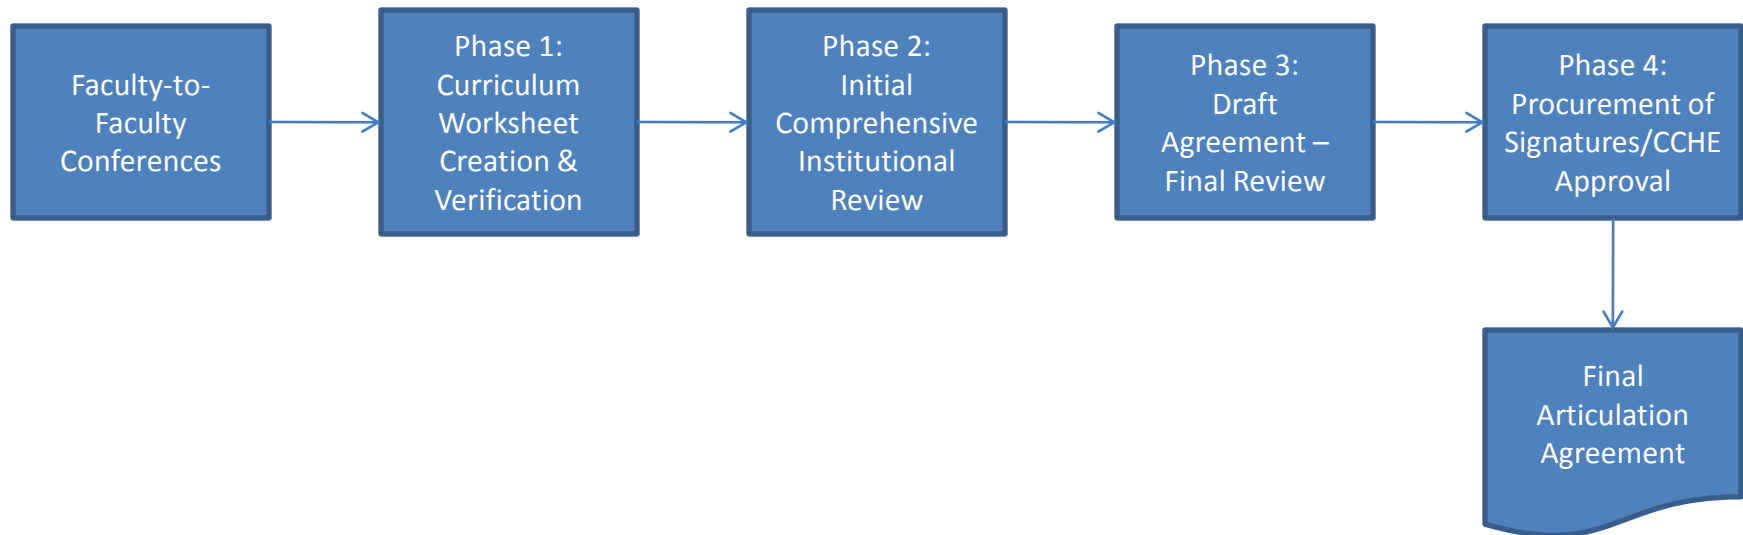 Faculty-to-
Faculty
Conferences
Phase 1:
Curriculum
Worksheet
Creation &
Verification
Phase 2:
Initial
Comprehensive
Institutional
Review
Phase 3:
Draft
Agreement –
Final Review
Phase 4:
Procurement of
Signatures/CCHE
Approval
Final
Articulation
Agreement